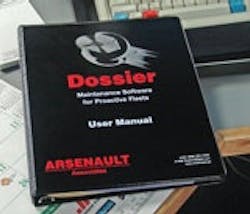 Dossier
Maintenance Software
for Proactive Fleets
User Manual
ARSENAULT
Associates